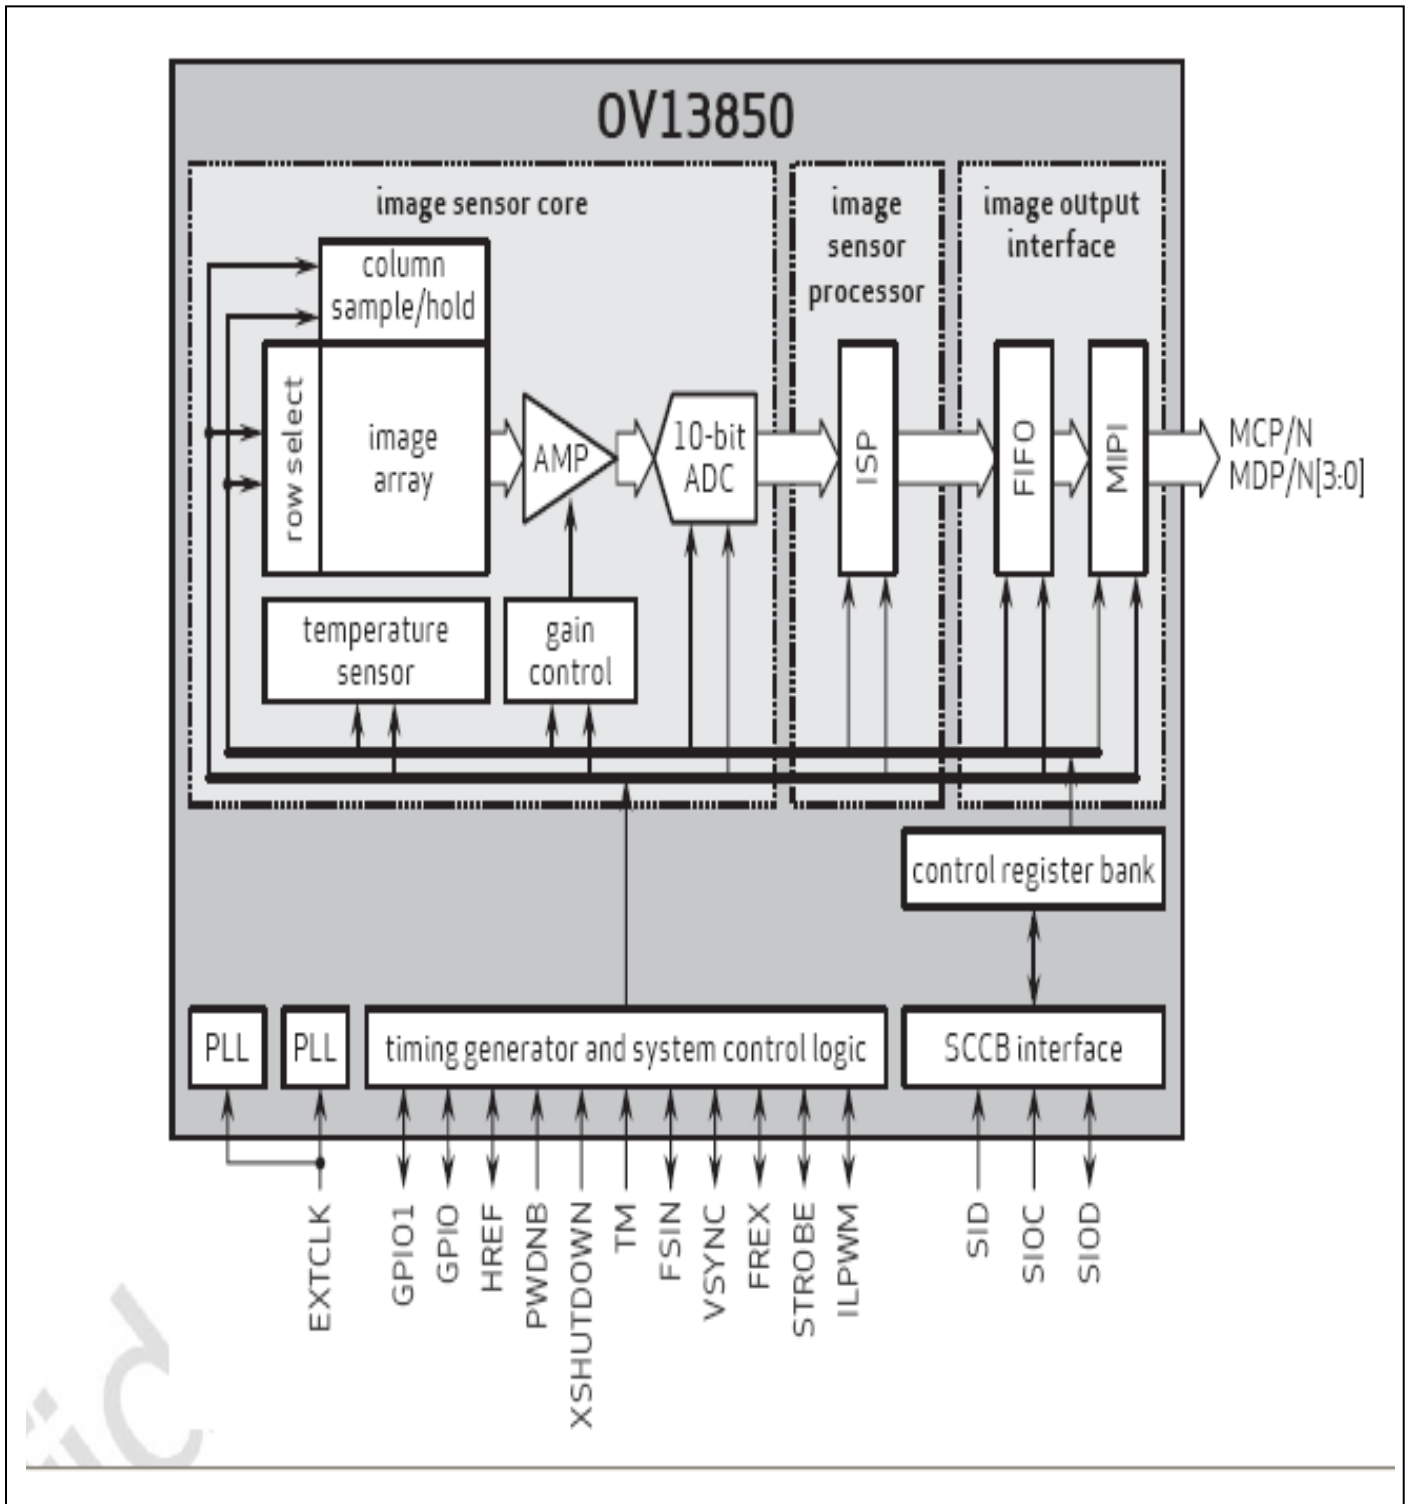 OV13850
image sensor core
image
sensor
processor
image output
interface
column
sample/hold
row select
image
array
AMP
10-bit
ADC
ISP
FIFO
MIPI
MCP/N
MDP/N[3:0]
temperature
sensor
gain
control
control register bank
PLL
PLL
timing generator and system control logic
SCCB interface
EXTCLK
GPIO1
GPIO
HREF
PWDNB
XSHUTDOWN
TM
FSIN
VSYNC
FREX
STROBE
ILPWM
SID
SIOC
SIOD